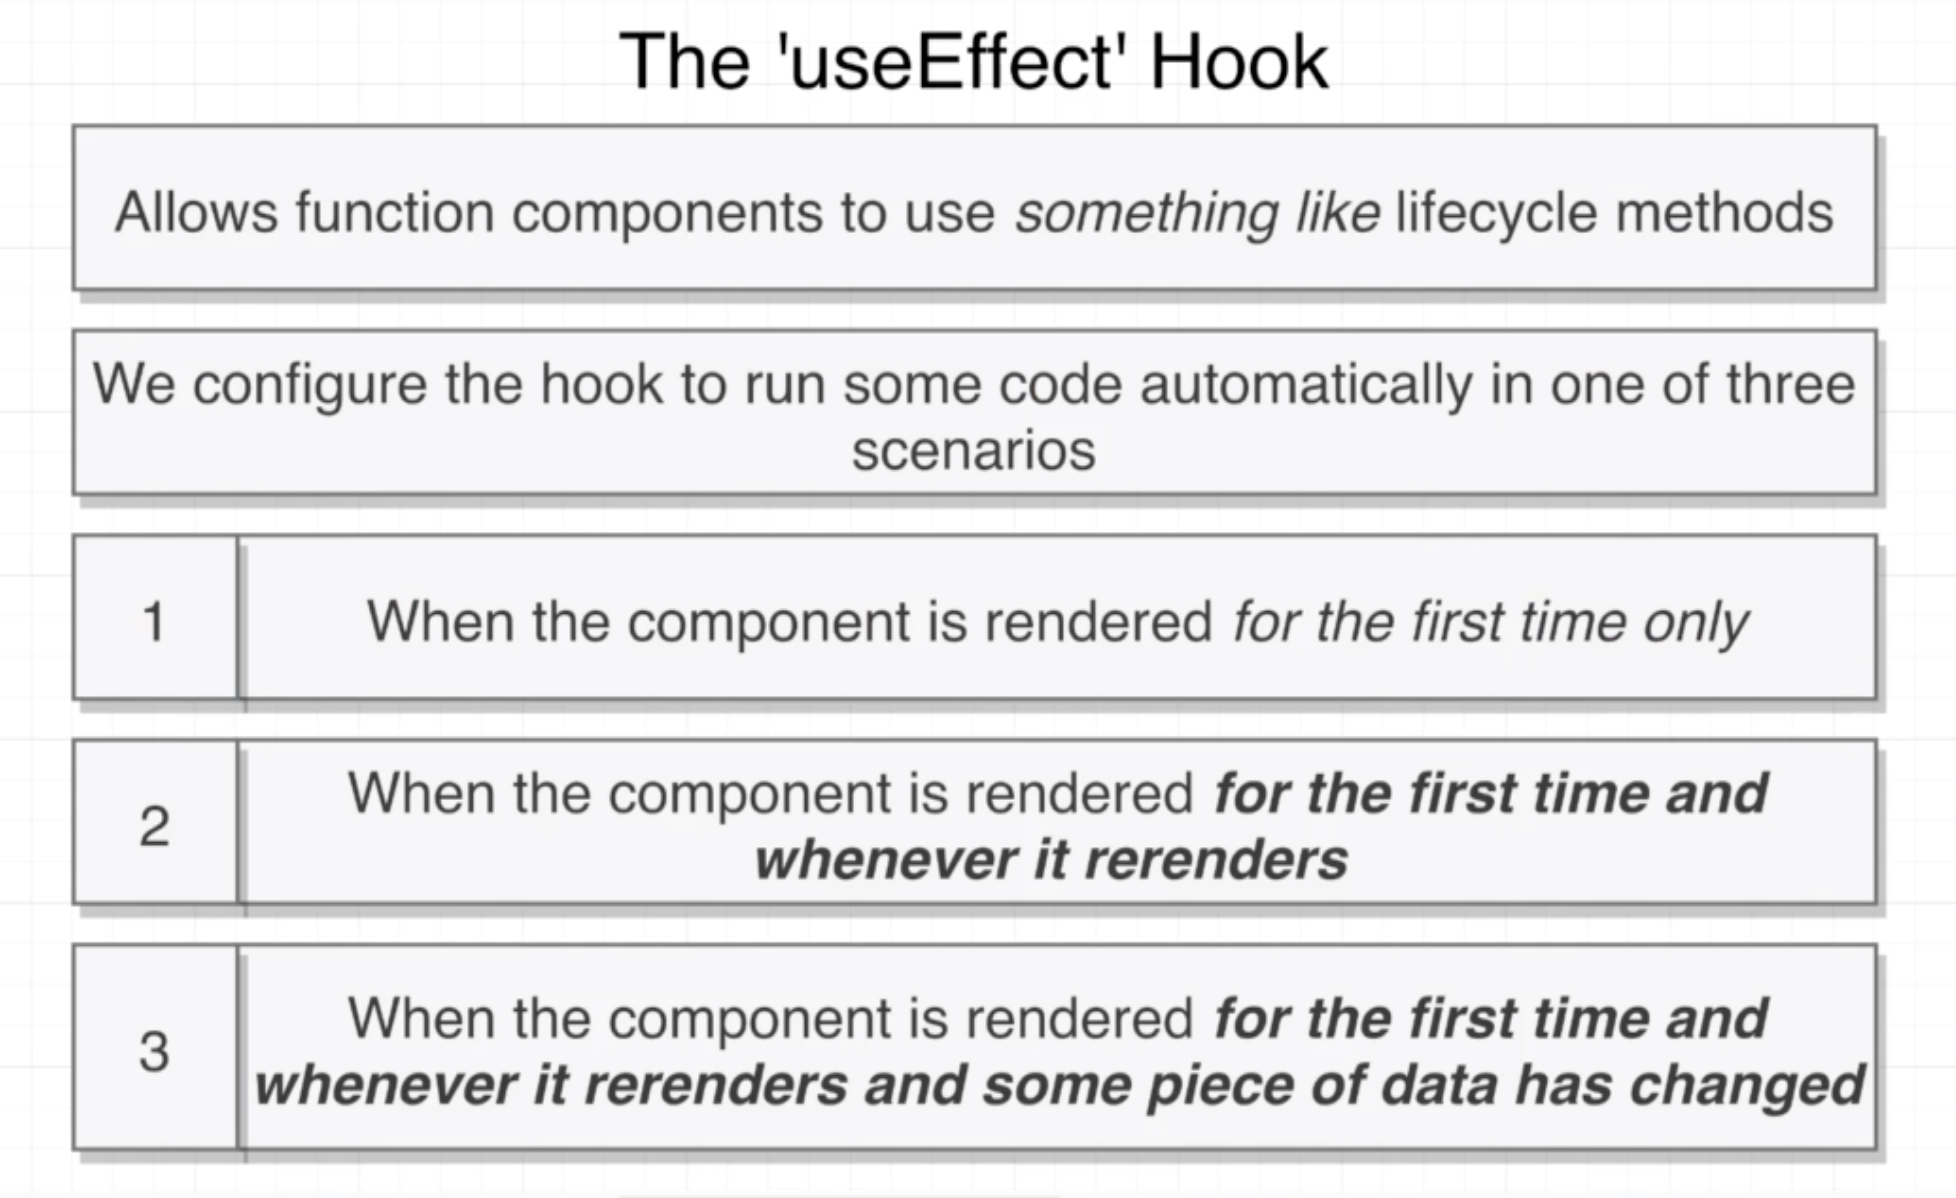 The 'useEffect' Hook
Allows function components to use something like lifecycle methods
We configure the hook to run some code automatically in one of three
scenarios
1
When the component is rendered for the first time only
2
When the component is rendered for the first time and
whenever it rerenders
3
When the component is rendered for the first time and
whenever it rerenders and some piece of data has changed